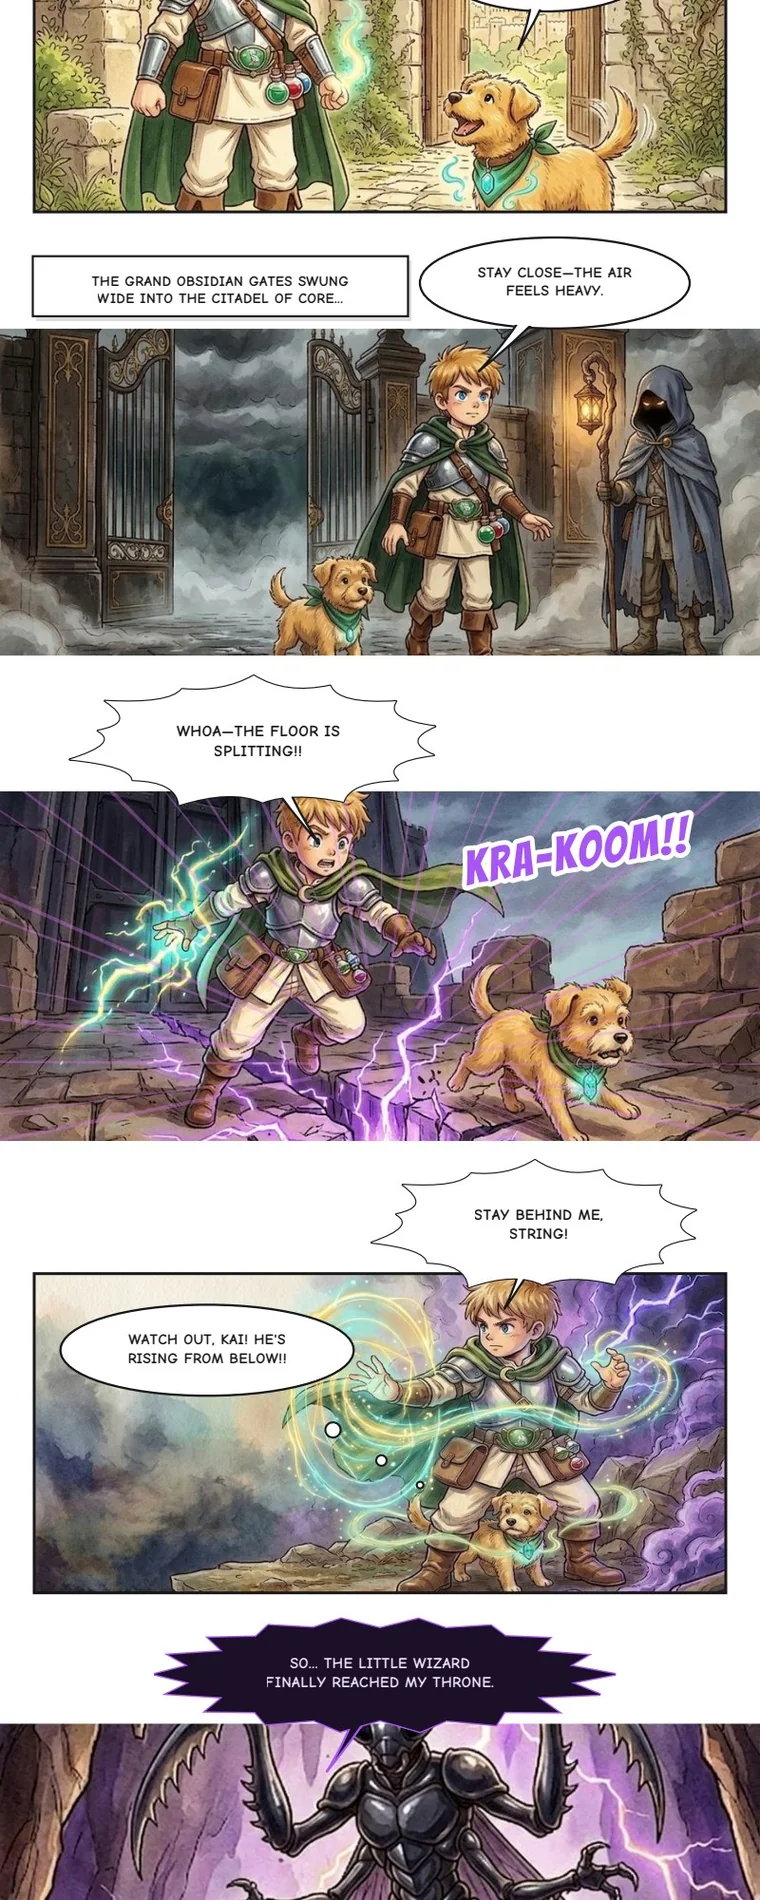 THE GRAND OBSIDIAN GATES SWUNG
WIDE INTO THE CITADEL OF CORE...
STAY CLOSE—THE AIR
FEELS HEAVY.
WHOA—THE FLOOR IS
SPLITTING!!
KRA-KOOM!!
STAY BEHIND ME,
STRING!
WATCH OUT, KAI! HE'S
RISING FROM BELOW!!
SO... THE LITTLE WIZARD
FINALLY REACHED MY THRONE.